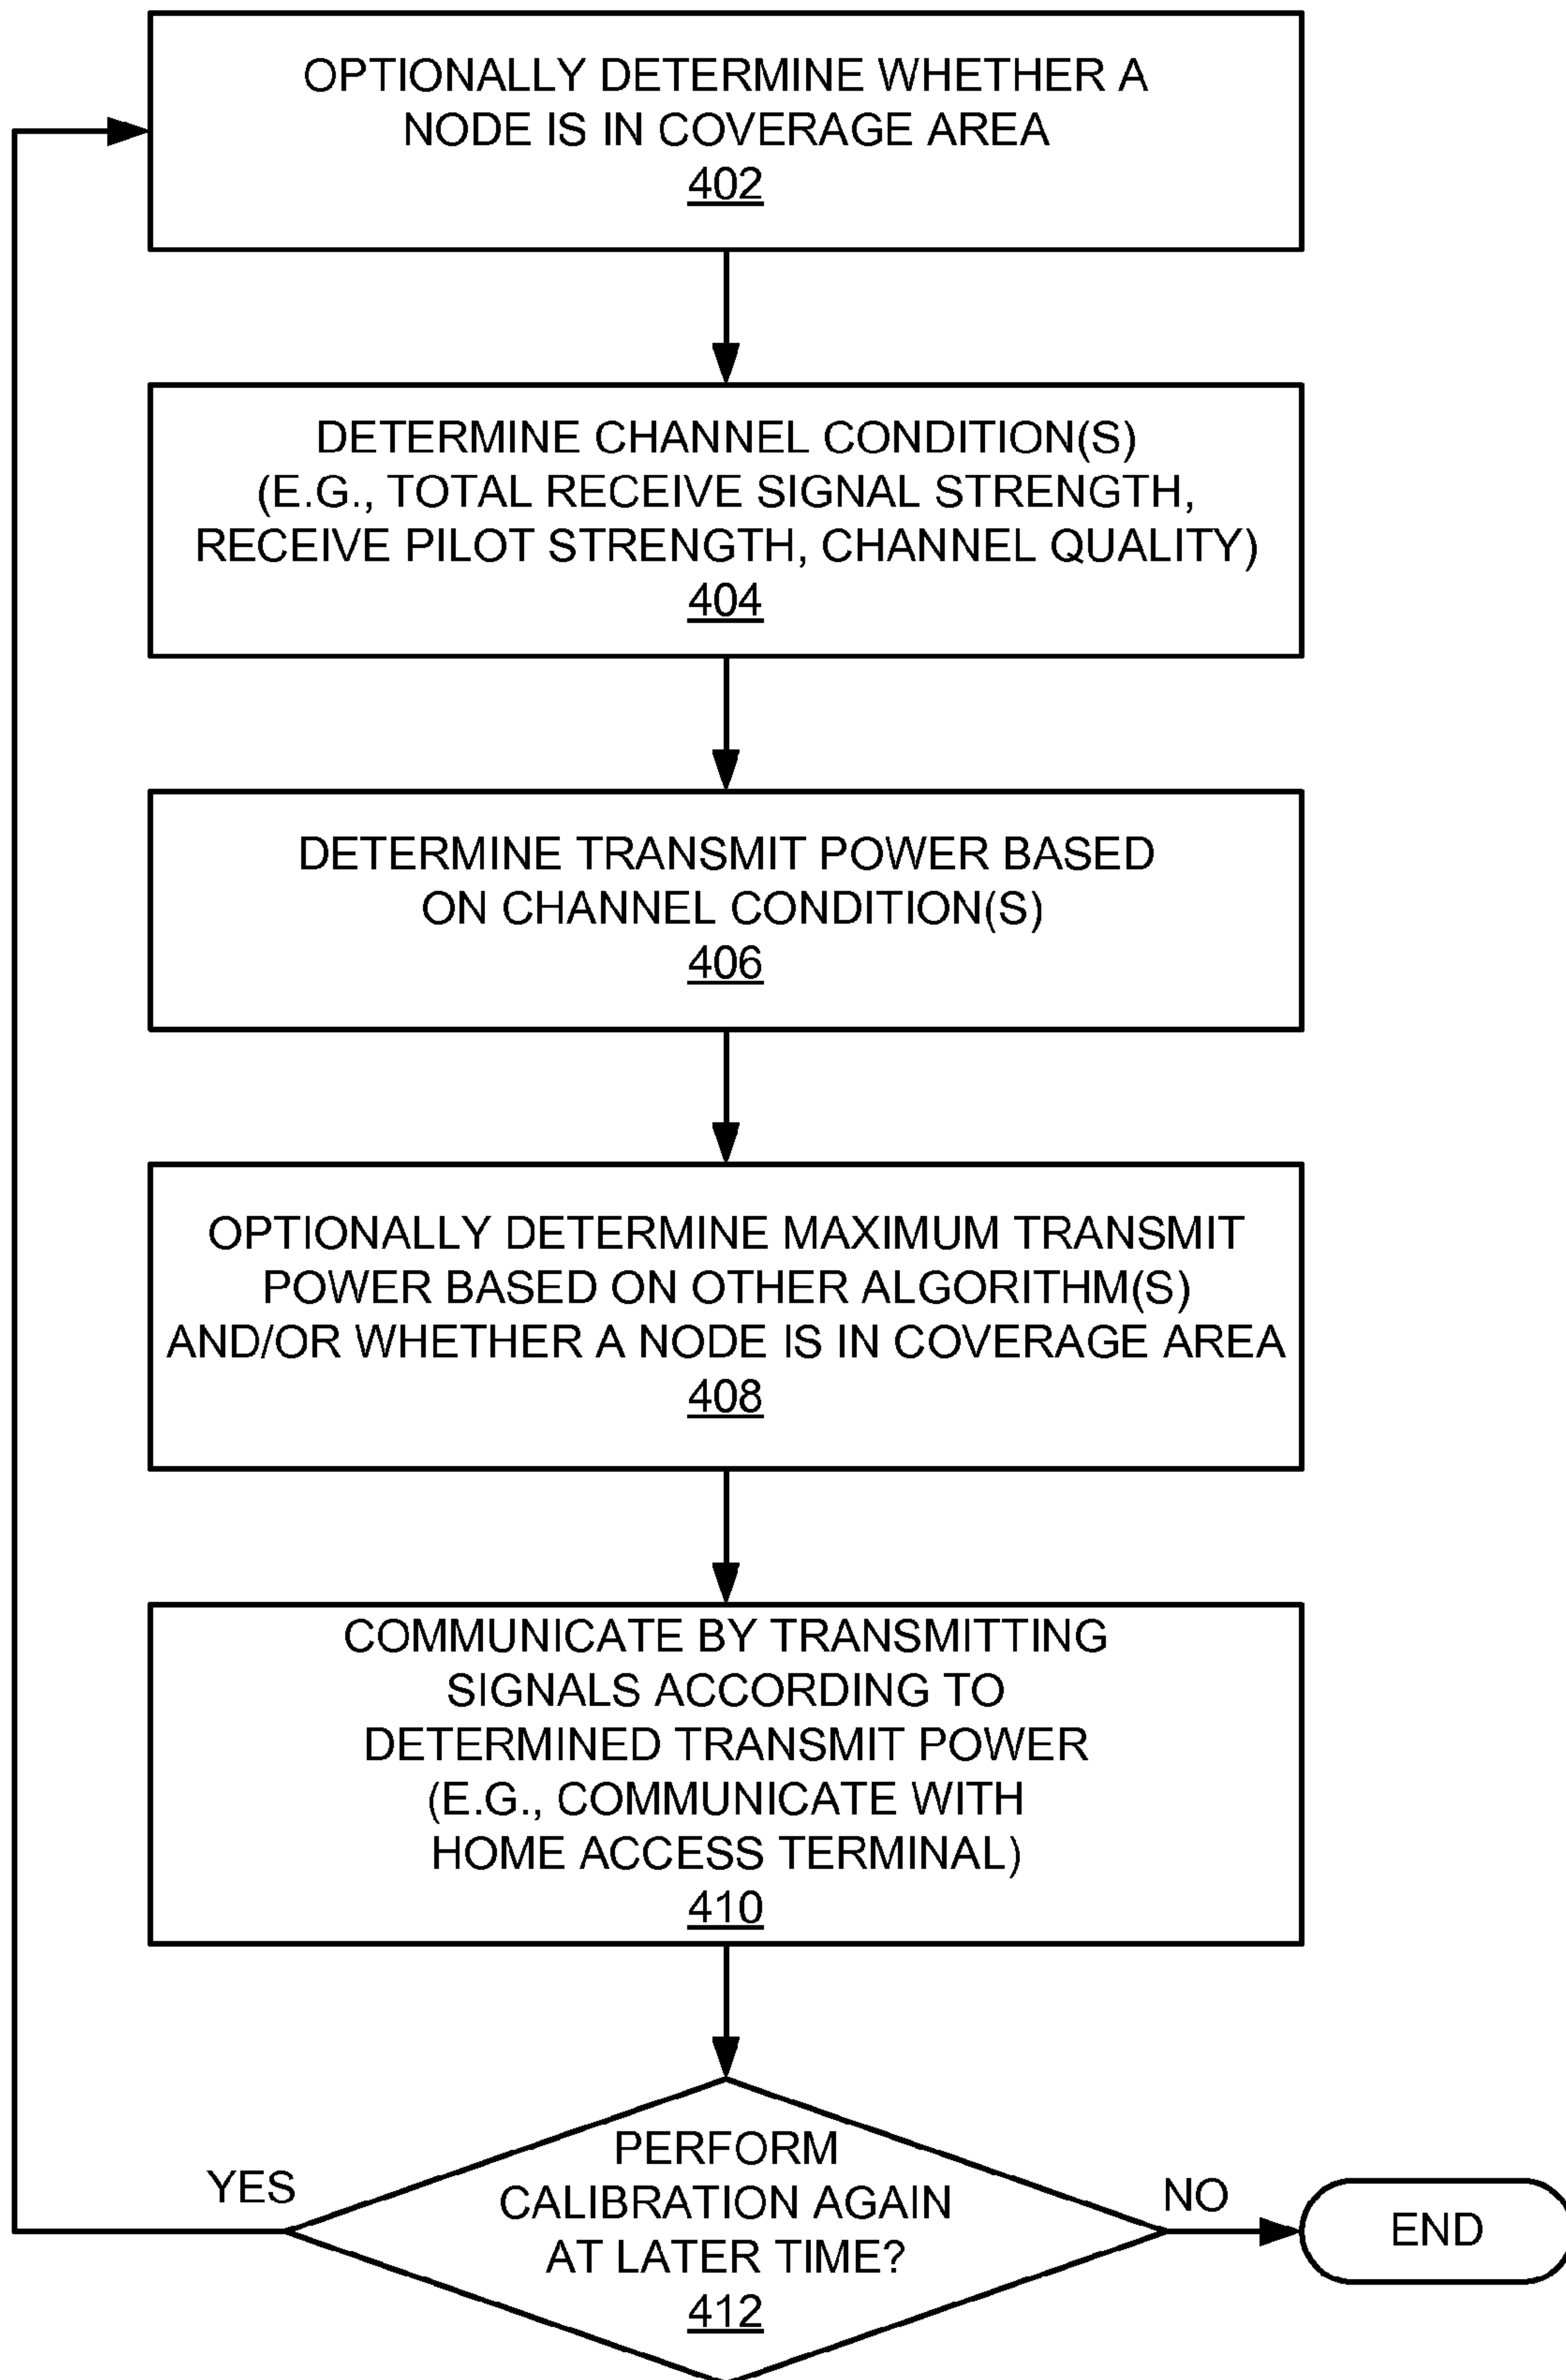 OPTIONALLY DETERMINE WHETHER A
NODE IS IN COVERAGE AREA
402
DETERMINE CHANNEL CONDITION(S)
(E.G., TOTAL RECEIVE SIGNAL STRENGTH,
RECEIVE PILOT STRENGTH, CHANNEL QUALITY)
404
DETERMINE TRANSMIT POWER BASED
ON CHANNEL CONDITION(S)
406
OPTIONALLY DETERMINE MAXIMUM TRANSMIT
POWER BASED ON OTHER ALGORITHM(S)
AND/OR WHETHER A NODE IS IN COVERAGE AREA
408
COMMUNICATE BY TRANSMITTING
SIGNALS ACCORDING TO
DETERMINED TRANSMIT POWER
(E.G., COMMUNICATE WITH
HOME ACCESS TERMINAL)
410
PERFORM
CALIBRATION AGAIN
AT LATER TIME?
412
YES
NO
END